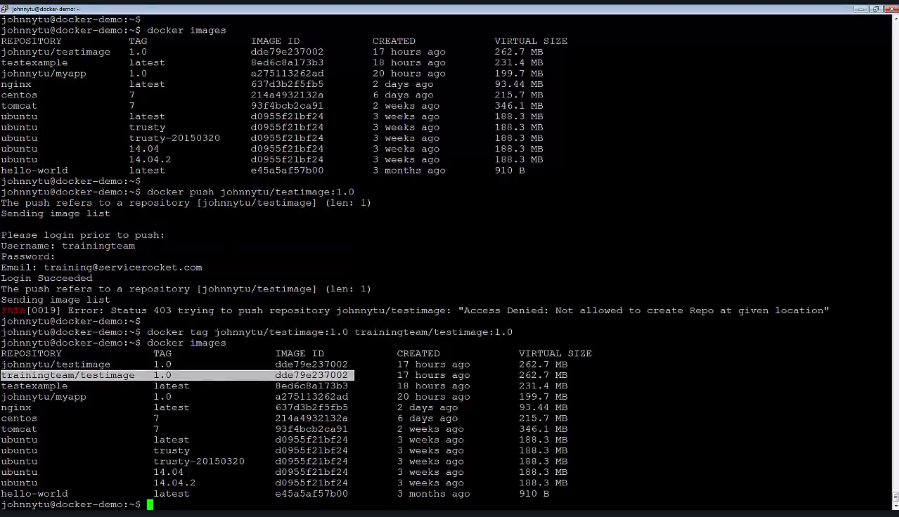 johnnytu@docker-demo: ~
johnnytu@docker-demo:~$
johnnytu@docker-demo:~$ docker images
REPOSITORY TAG IMAGE ID CREATED VIRTUAL SIZE
johnnytu/testimage 1.0 dde79e237002 17 hours ago 262.7 MB
testexample latest 8ed6c8a173b3 18 hours ago 231.4 MB
johnnytu/myapp 1.0 a275113262ad 20 hours ago 199.7 MB
nginx latest 637d3b2f5fb5 2 days ago 93.44 MB
centos 7 214a4932132a 6 days ago 215.7 MB
tomcat 7 93f4bcb2ca91 2 weeks ago 346.1 MB
ubuntu latest d0955f21bf24 3 weeks ago 188.3 MB
ubuntu trusty d0955f21bf24 3 weeks ago 188.3 MB
ubuntu trusty-20150320 d0955f21bf24 3 weeks ago 188.3 MB
ubuntu 14.04 d0955f21bf24 3 weeks ago 188.3 MB
ubuntu 14.04.2 d0955f21bf24 3 weeks ago 188.3 MB
hello-world latest e45a5af57b00 3 months ago 910 B
johnnytu@docker-demo:~$
johnnytu@docker-demo:~$ docker push johnnytu/testimage:1.0
The push refers to a repository [johnnytu/testimage] (len: 1)
Sending image list
Please login prior to push:
Username: trainingteam
Password:
Email: training@servicerocket.com
Login Succeeded
The push refers to a repository [johnnytu/testimage] (len: 1)
Sending image list
[0019] Error: Status 403 trying to push repository johnnytu/testimage: "Access Denied: Not allowed to create Repo at given location"
johnnytu@docker-demo:~$
johnnytu@docker-demo:~$ docker tag johnnytu/testimage:1.0 trainingteam/testimage:1.0
johnnytu@docker-demo:~$ docker images
REPOSITORY TAG IMAGE ID CREATED VIRTUAL SIZE
johnnytu/testimage 1.0 dde79e237002 17 hours ago 262.7 MB
trainingteam/testimage 1.0 dde79e237002 17 hours ago 262.7 MB
testexample latest 8ed6c8a173b3 18 hours ago 231.4 MB
johnnytu/myapp 1.0 a275113262ad 20 hours ago 199.7 MB
nginx latest 637d3b2f5fb5 2 days ago 93.44 MB
centos 7 214a4932132a 6 days ago 215.7 MB
tomcat 7 93f4bcb2ca91 2 weeks ago 346.1 MB
ubuntu latest d0955f21bf24 3 weeks ago 188.3 MB
ubuntu trusty d0955f21bf24 3 weeks ago 188.3 MB
ubuntu trusty-20150320 d0955f21bf24 3 weeks ago 188.3 MB
ubuntu 14.04 d0955f21bf24 3 weeks ago 188.3 MB
ubuntu 14.04.2 d0955f21bf24 3 weeks ago 188.3 MB
hello-world latest e45a5af57b00 3 months ago 910 B
johnnytu@docker-demo:~$